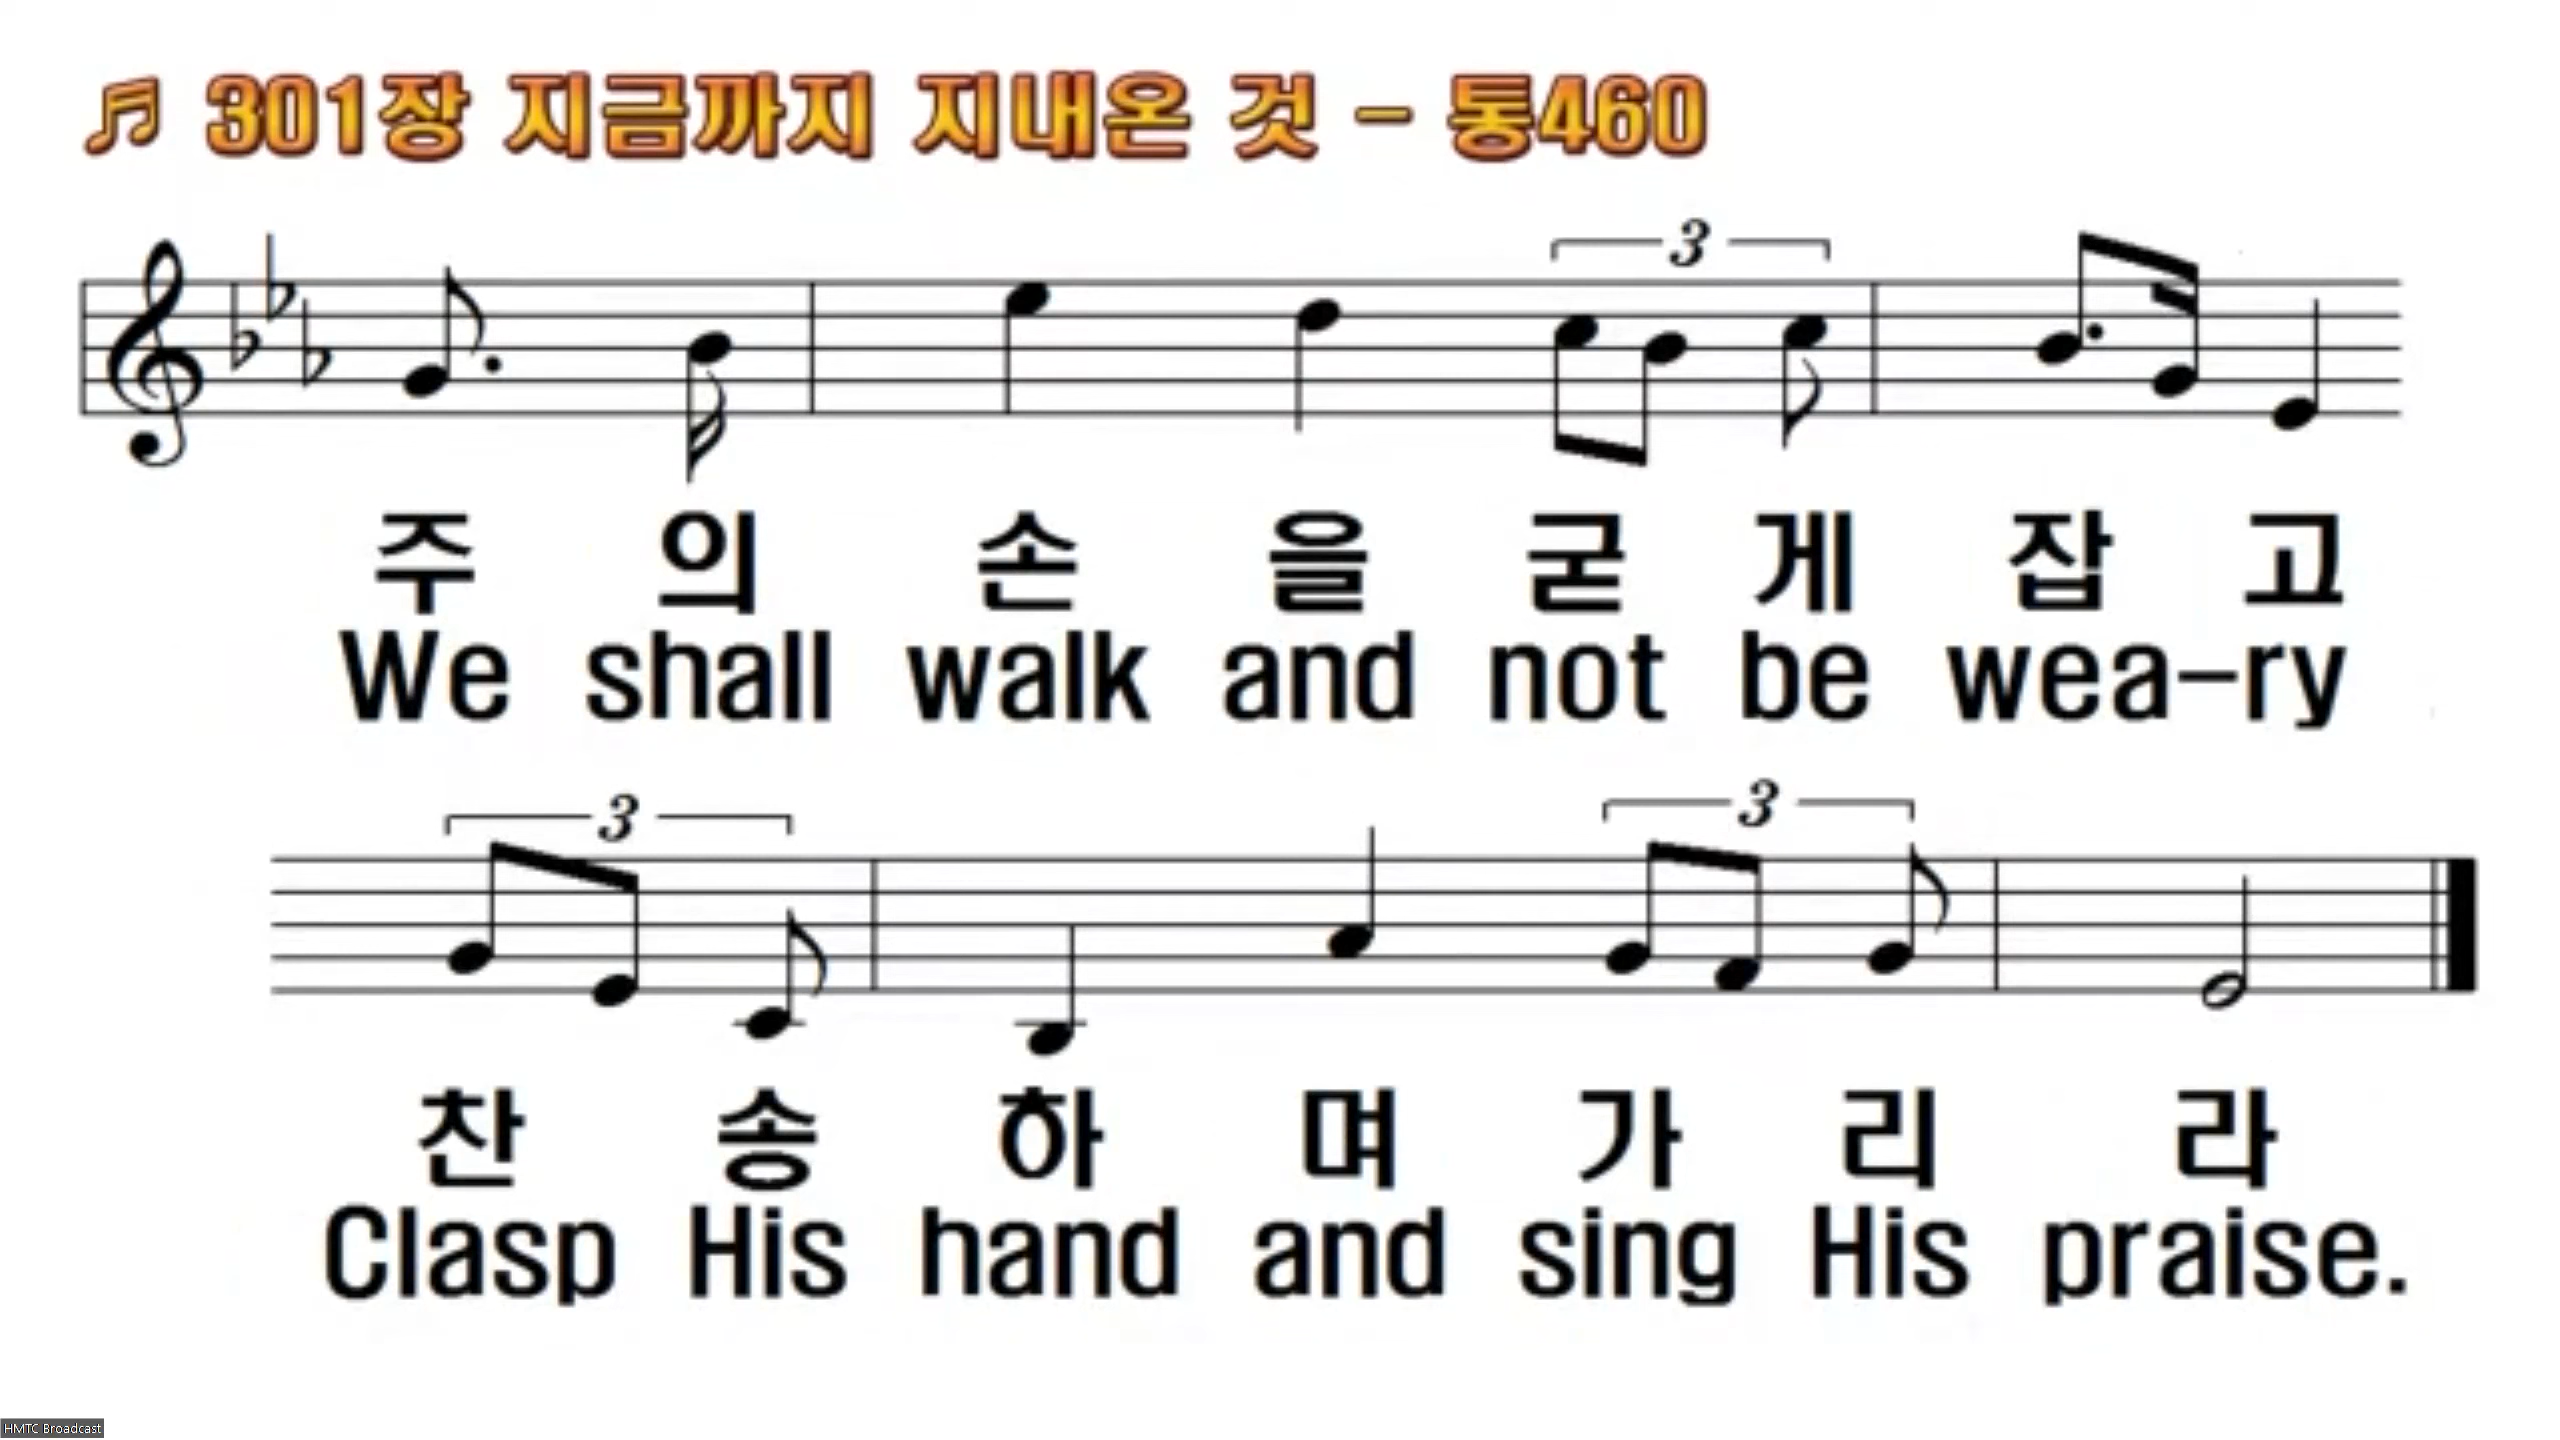 ♬ 301장 지금까지 지내온 것 - 통460
3
주 의 손 을 굳 게 잡 고
We shall walk and not be wea-ry
3 3
찬 송 하 며 가 리 라
Clasp His hand and sing His praise.
HMTC Broadcast